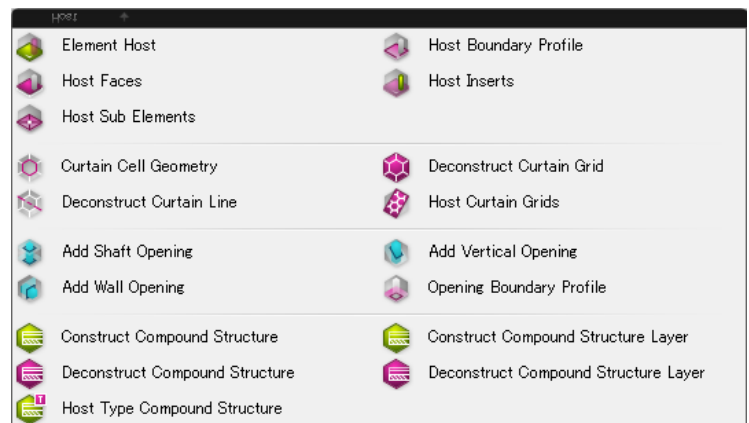 Host
Element Host
Host Boundary Profile
Host Faces
Host Inserts
Host Sub Elements
Curtain Cell Geometry
Deconstruct Curtain Grid
Deconstruct Curtain Line
Host Curtain Grids
Add Shaft Opening
Add Vertical Opening
Add Wall Opening
Opening Boundary Profile
Construct Compound Structure
Construct Compound Structure Layer
Deconstruct Compound Structure
Deconstruct Compound Structure Layer
T
Host Type Compound Structure